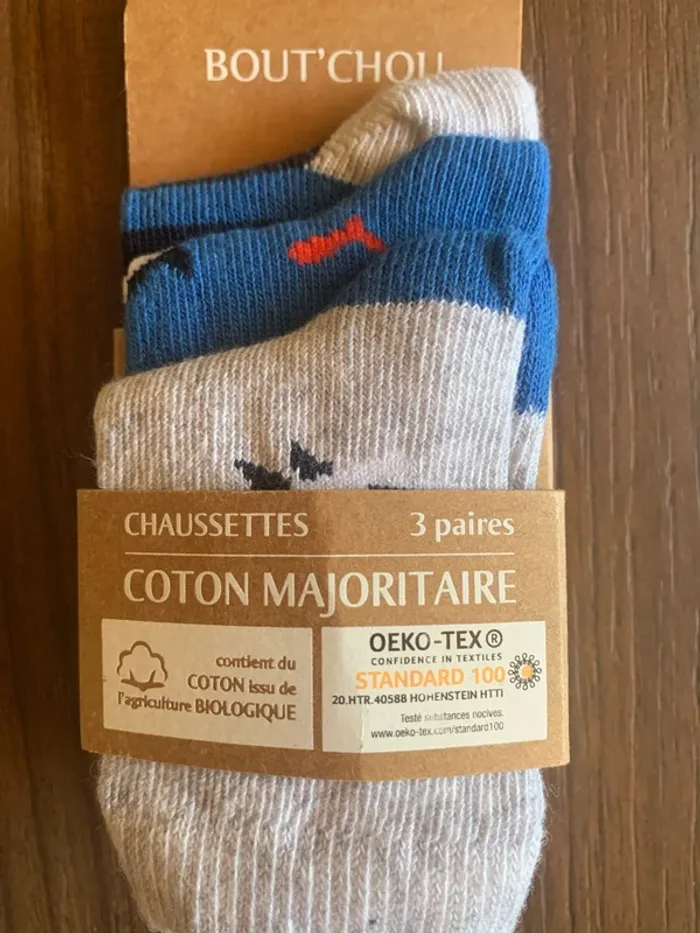 BOUT'CHOU
CHAUSSETTES 3 paires
COTON MAJORITAIRE
contient du
COTON issu de
l'agriculture BIOLOGIQUE
OEKO-TEX®
CONFIDENCE IN TEXTILES
STANDARD 100
20.HTR.40588 HOHENSTEIN HTTI
Testé substances nocives.
www.oeko-tex.com/standard100